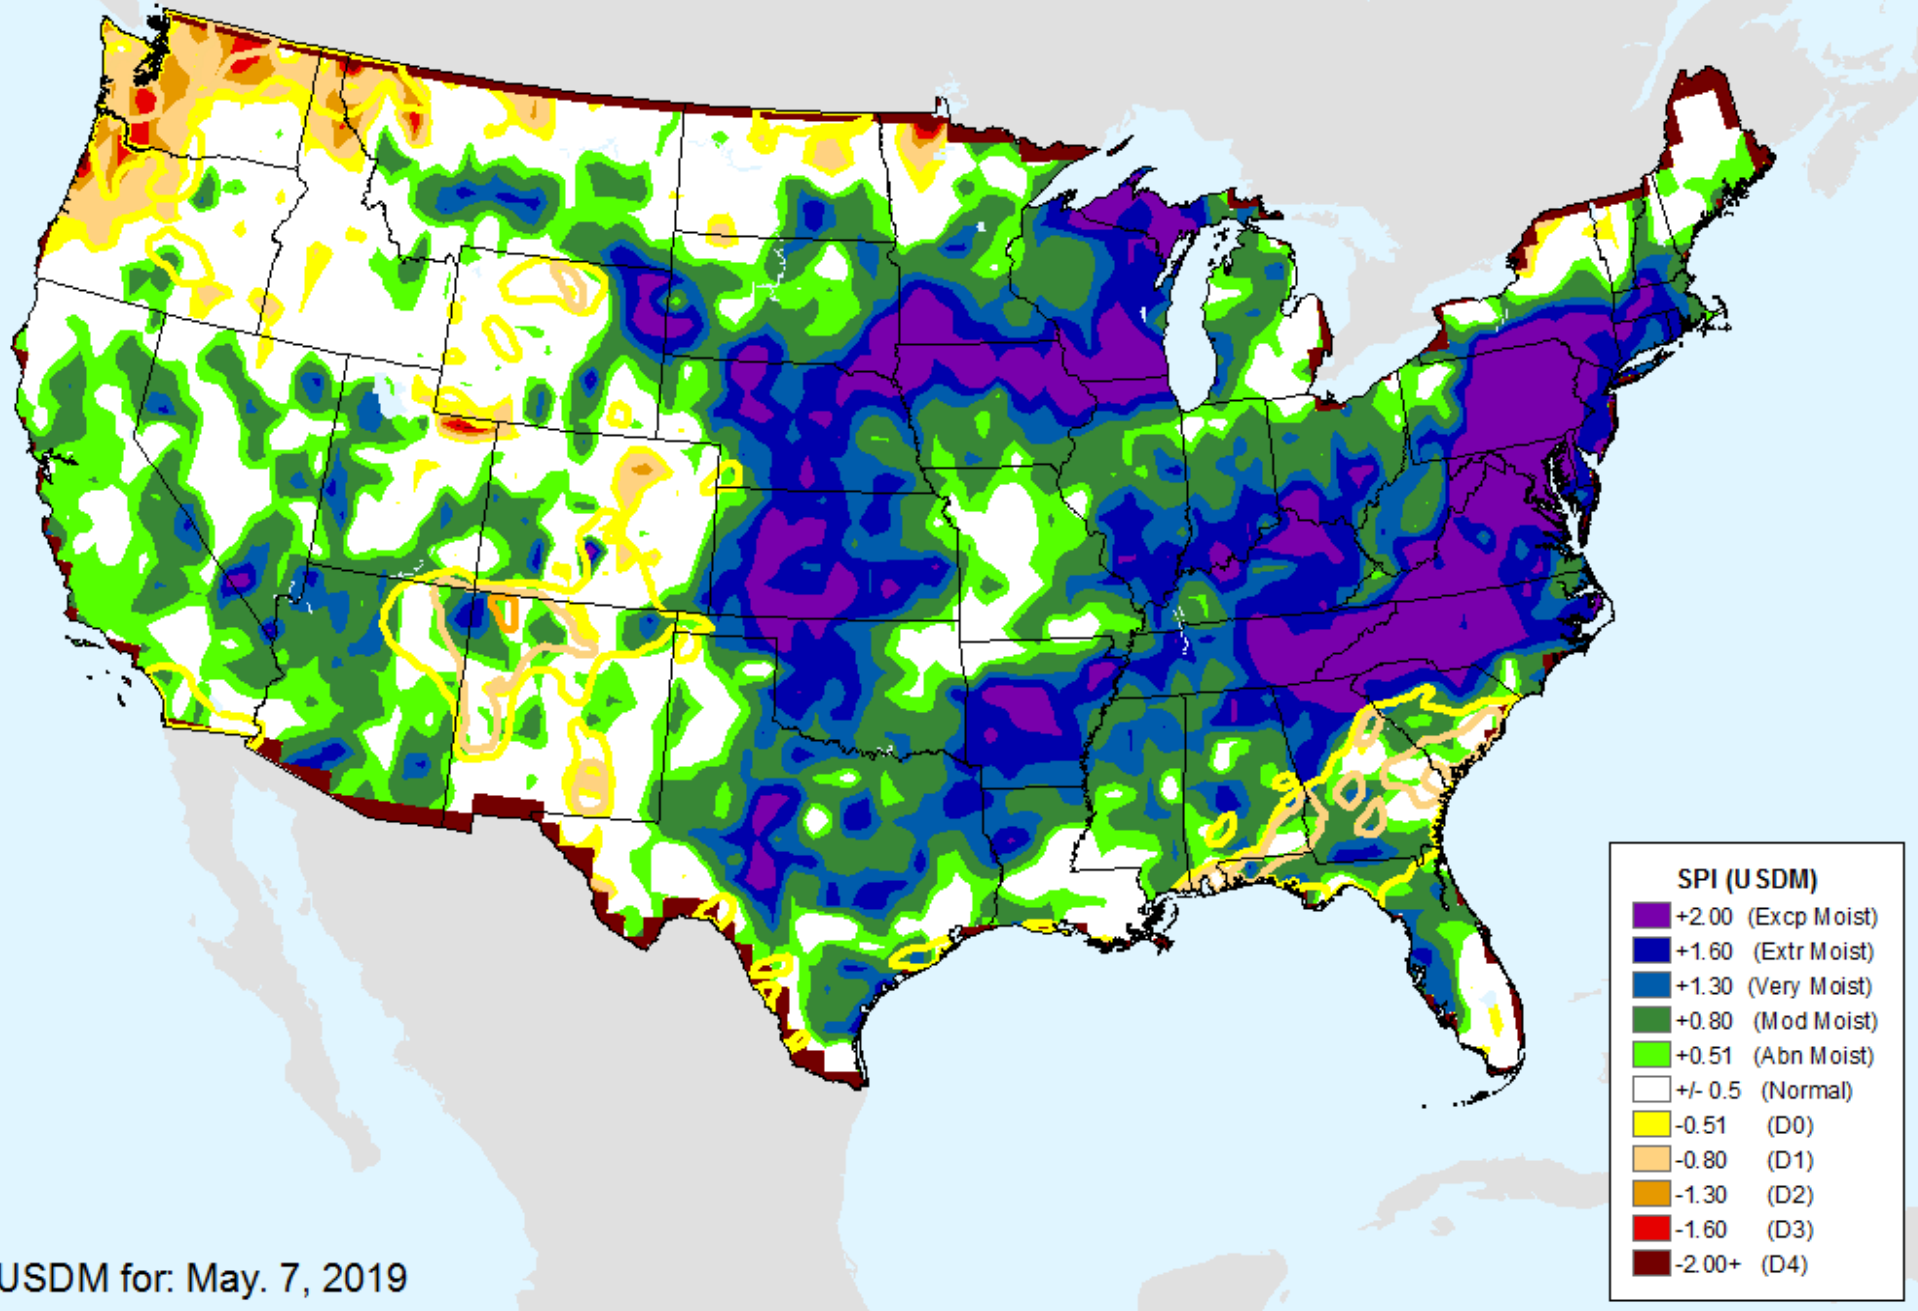 SPI (USDM)
+2.00 (Excp Moist)
+1.60 (Extr Moist)
+1.30 (Very Moist)
+0.80 (Mod Moist)
+0.51 (Abn Moist)
+/- 0.5 (Normal)
-0.51 (D0)
-0.80 (D1)
-1.30 (D2)
-1.60 (D3)
-2.00+ (D4)
USDM for: May. 7, 2019